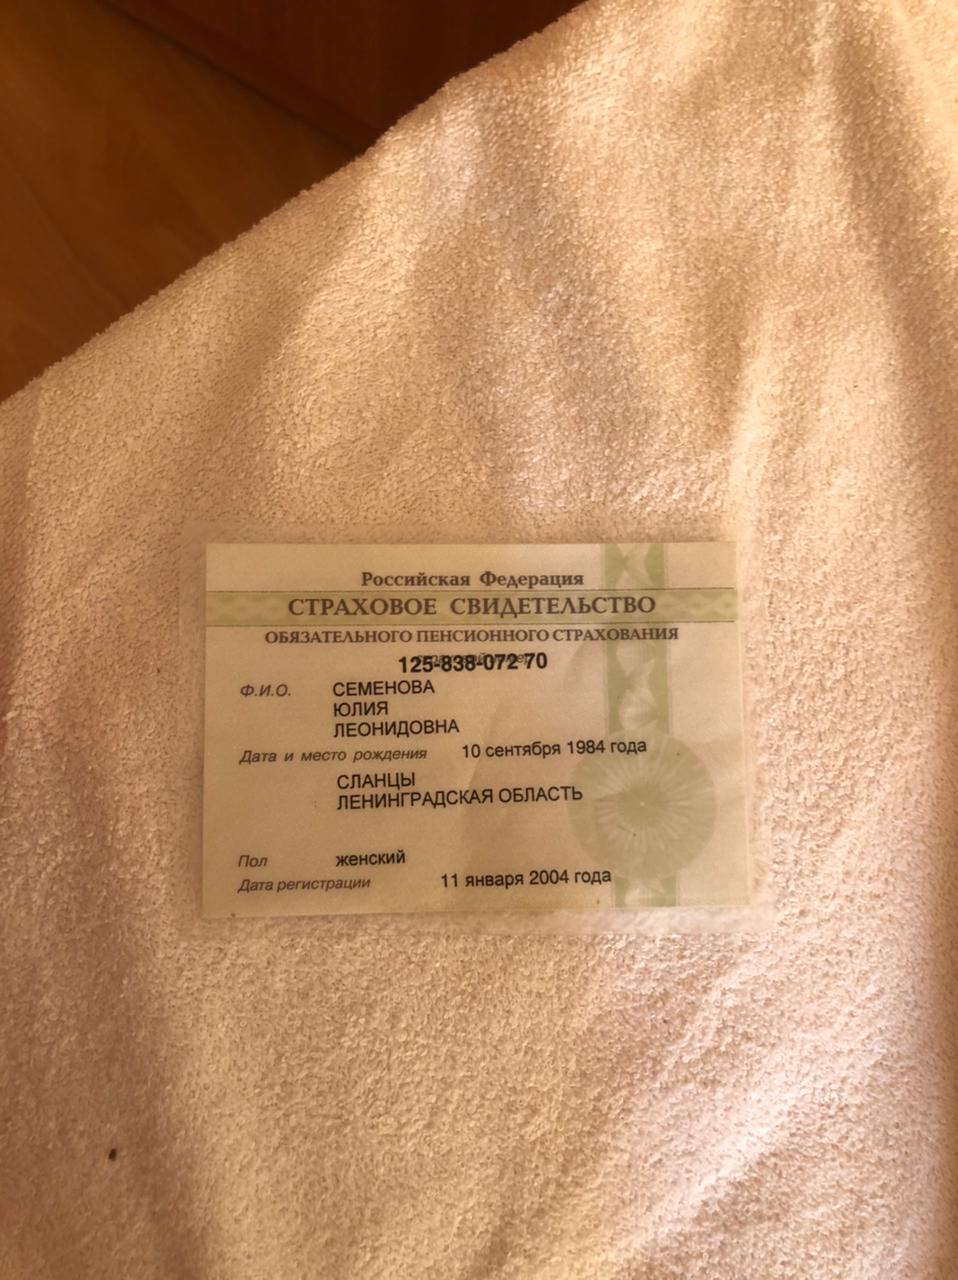 Российская Федерация
СТРАХОВОЕ СВИДЕТЕЛЬСТВО
ОБЯЗАТЕЛЬНОГО ПЕНСИОННОГО СТРАХОВАНИЯ
125-838-072 70
Ф.И.О. СЕМЕНОВА
ЮЛИЯ
ЛЕОНИДОВНА
Дата и место рождения 10 сентября 1984 года
СЛАНЦЫ
ЛЕНИНГРАДСКАЯ ОБЛАСТЬ
Пол женский
Дата регистрации 11 января 2004 года